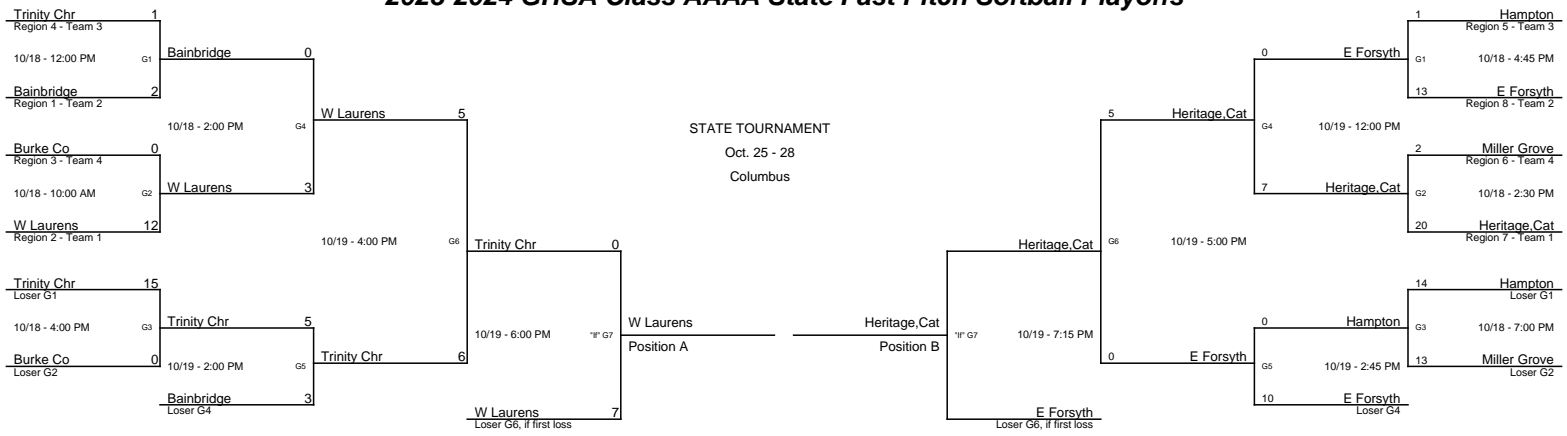 2023-2024 GHSA Class AAAA State Fast Pitch Softball Playoffs
Trinity Chr 1
Region 4 - Team 3
10/18 - 12:00 PM G1
Bainbridge 2
Region 1 - Team 2
Burke Co 0
Region 3 - Team 4
10/18 - 10:00 AM G2
W Laurens 12
Region 2 - Team 1
Trinity Chr 15
Loser G1
10/18 - 4:00 PM G3
Burke Co 0
Loser G2
Bainbridge 0
10/18 - 2:00 PM G4
W Laurens 3
Trinity Chr 5
10/19 - 2:00 PM G5
Bainbridge 3
Loser G4
W Laurens 5
10/19 - 4:00 PM G6
Trinity Chr 6
Trinity Chr 0
10/19 - 6:00 PM "If" G7
W Laurens 7
Loser G6, if first loss
W Laurens
Position A
STATE TOURNAMENT
Oct. 25 - 28
Columbus
Heritage,Cat
Position B
Heritage,Cat
"If" G7 10/19 - 7:15 PM
E Forsyth
Loser G6, if first loss
5 Heritage,Cat
G6 10/19 - 5:00 PM
0 E Forsyth
0 E Forsyth
G4 10/19 - 12:00 PM
7 Heritage,Cat
0 Hampton
G5 10/19 - 2:45 PM
10 E Forsyth
Loser G4
1 Hampton
Region 5 - Team 3
G1 10/18 - 4:45 PM
13 E Forsyth
Region 8 - Team 2
2 Miller Grove
Region 6 - Team 4
G2 10/18 - 2:30 PM
20 Heritage,Cat
Region 7 - Team 1
14 Hampton
Loser G1
G3 10/18 - 7:00 PM
13 Miller Grove
Loser G2